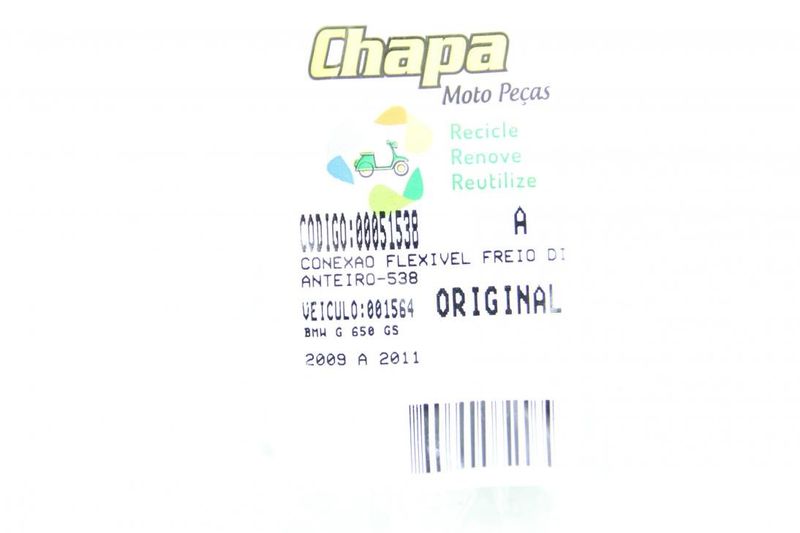 Chapa
Moto Peças
Recicle
Renove
Reutilize
CODIGO:00051538 A
CONEXAO FLEXIVEL FREIO DI
ANTEIRO-538
VEICULO:001564 ORIGINAL
BMW G 650 GS
2009 A 2011